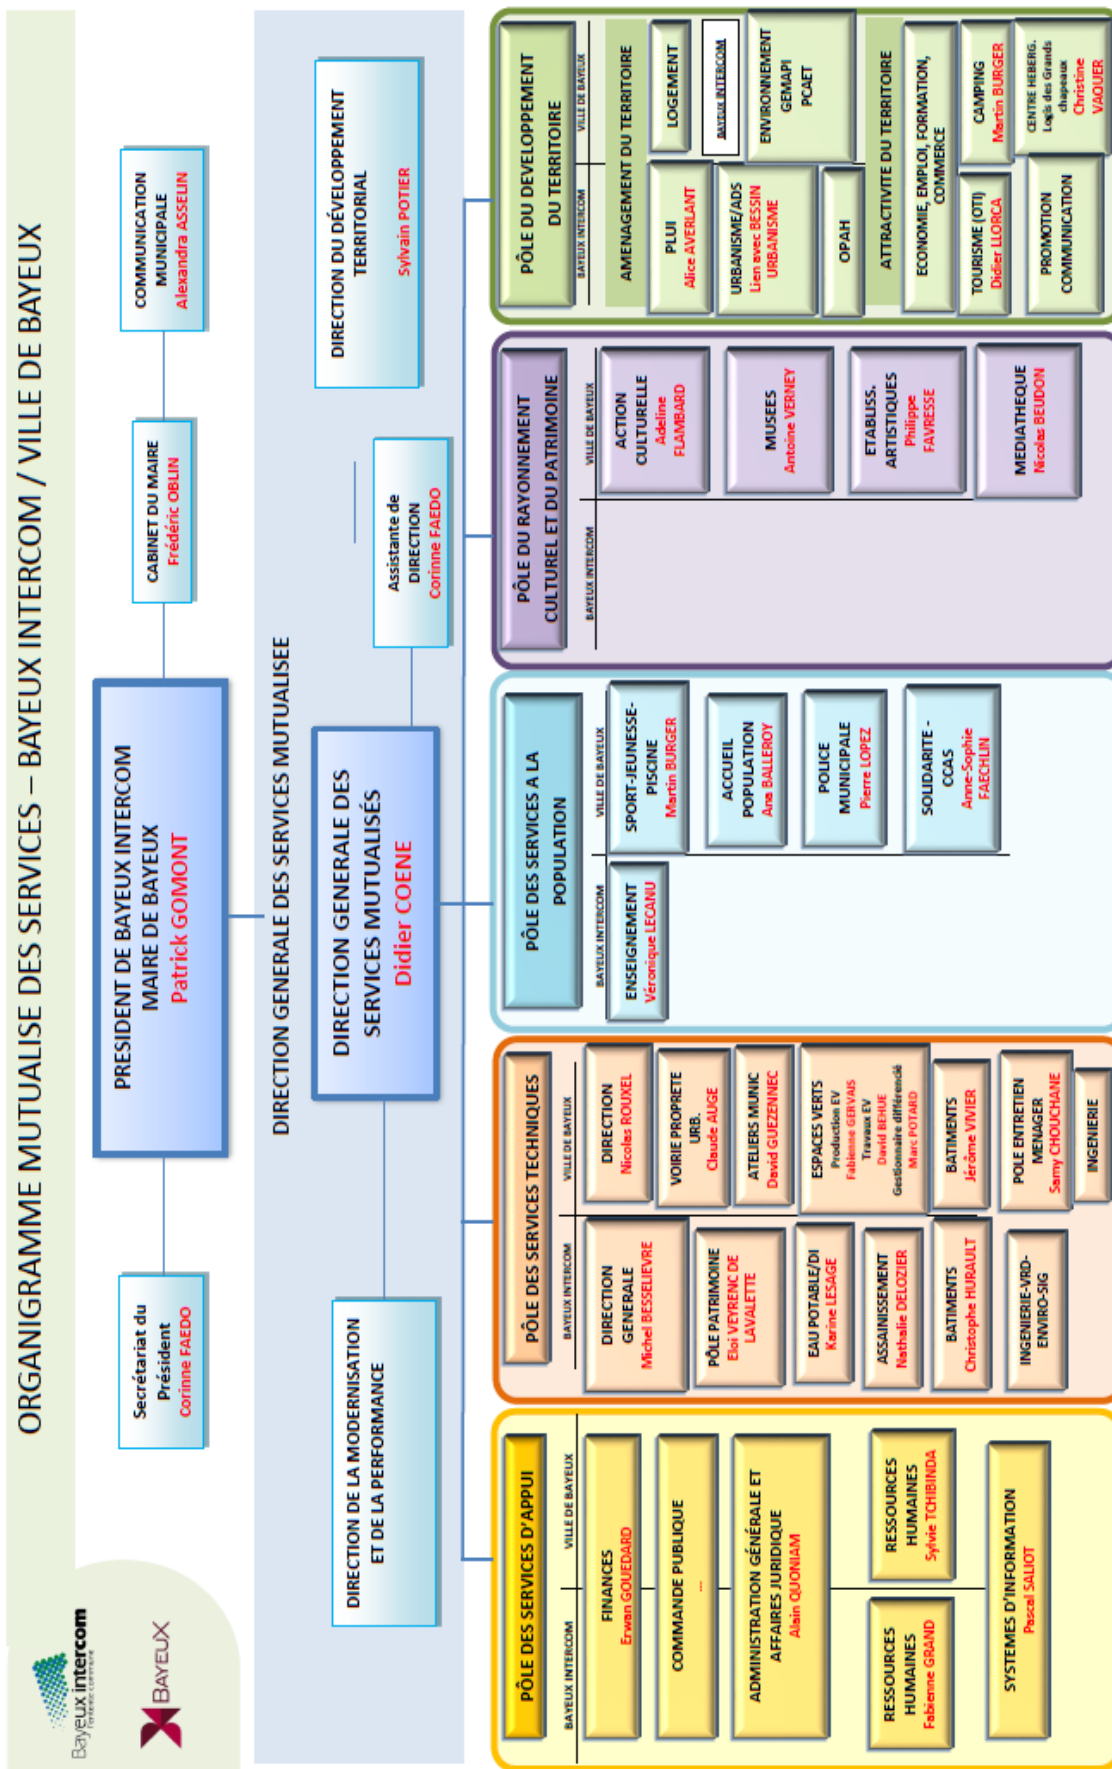 ORGANIGRAMME MUTUALISE DES SERVICES – BAYEUX INTERCOM / VILLE DE BAYEUX
Bayeux intercom
l'entente commune
BAYEUX
Secrétariat du
Président
Corinne FAEDO
PRESIDENT DE BAYEUX INTERCOM
MAIRE DE BAYEUX
Patrick GOMONT
CABINET DU MAIRE
Frédéric OBLIN
COMMUNICATION
MUNICIPALE
Alexandra ASSELIN
DIRECTION GENERALE DES SERVICES MUTUALISEE
DIRECTION DE LA MODERNISATION
ET DE LA PERFORMANCE
DIRECTION GENERALE DES
SERVICES MUTUALISÉS
Didier COENE
Assistante de
DIRECTION
Corinne FAEDO
DIRECTION DU DÉVELOPPEMENT
TERRITORIAL
Sylvain POTIER
PÔLE DES SERVICES D'APPUI
BAYEUX INTERCOM
VILLE DE BAYEUX
FINANCES
Erwan GOUEDARD
COMMANDE PUBLIQUE
...
ADMINISTRATION GÉNÉRALE ET
AFFAIRES JURIDIQUE
Alain QUONIAM
RESSOURCES
HUMAINES
Fabienne GRAND
RESSOURCES
HUMAINES
Sylvie TCHIBINDA
SYSTEMES D'INFORMATION
Pascal SALIOT
PÔLE DES SERVICES TECHNIQUES
BAYEUX INTERCOM
VILLE DE BAYEUX
DIRECTION
GENERALE
Michel BESSELIEVRE
PÔLE PATRIMOINE
Eloi VEYRENC DE
LAVALETTE
EAU POTABLE/DI
Karine LESAGE
ASSAINISSEMENT
Nathalie DELOZIER
BATIMENTS
Christophe HURAULT
INGENIERIE-VRD-
ENVIRO-SIG
DIRECTION
Nicolas ROUXEL
VOIRIE PROPRETE
URB.
Claude AUGE
ATELIERS MUNIC
David GUEZENNEC
ESPACES VERTS
Production EV
Fabienne GERVAIS
Travaux EV
David BEHUE
Gestionnaire différencié
Marc POTARD
BATIMENTS
Jérôme VIVIER
POLE ENTRETIEN
MENAGER
Samy CHOUCHANE
INGENIERIE
PÔLE DES SERVICES A LA
POPULATION
BAYEUX INTERCOM
VILLE DE BAYEUX
ENSEIGNEMENT
Véronique LECANU
SPORT-JEUNESSE-
PISCINE
Martin BURGER
ACCUEIL
POPULATION
Ana BALLEROY
POLICE
MUNICIPALE
Pierre LOPEZ
SOLIDARITE -
CCAS
Anne-Sophie
FAECHLIN
PÔLE DU RAYONNEMENT
CULTUREL ET DU PATRIMOINE
BAYEUX INTERCOM
VILLE DE BAYEUX
ACTION
CULTURELLE
Adeline
FLAMBARD
MUSEES
Antoine VERNEY
ETABLISS.
ARTISTIQUES
Philippe
FAVRESSE
MEDIATHEQUE
Nicolas BEUDON
PÔLE DU DEVELOPPEMENT
DU TERRITOIRE
BAYEUX INTERCOM
VILLE DE BAYEUX
AMENAGEMENT DU TERRITOIRE
PLUI
Alice AVERLANT
LOGEMENT
BAYEUX INTERCOM
URBANISME/ADS
Lien avec BESSIN
URBANISME
ENVIRONNEMENT
GEMAPI
PCAET
OPAH
ATTRACTIVITE DU TERRITOIRE
ECONOMIE, EMPLOI, FORMATION,
COMMERCE
TOURISME (OTI)
Didier LLORCA
CAMPING
Martin BURGER
PROMOTION
COMMUNICATION
CENTRE HEBERG.
Logis des Grands
chapeaux
Christine
VAQUER